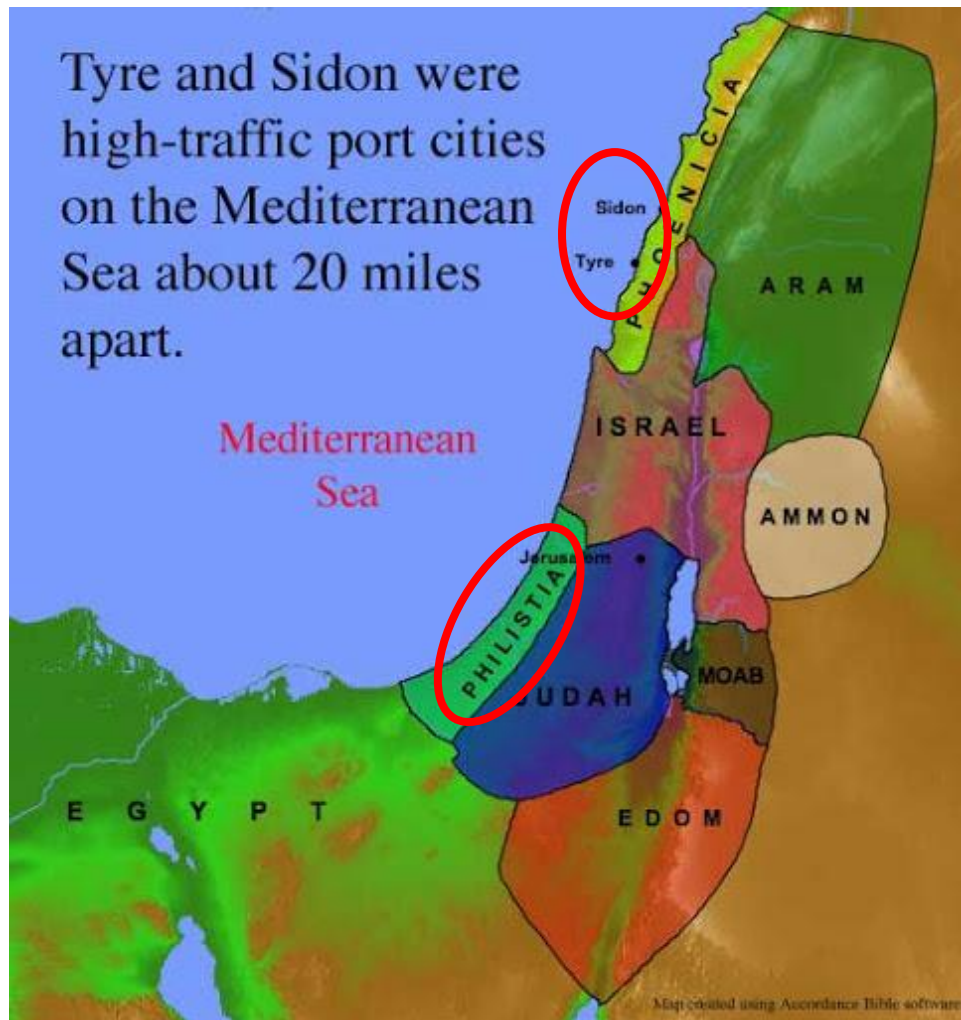 Tyre and Sidon were
high-traffic port cities
on the Mediterranean
Sea about 20 miles
apart.
PHOENICIA
Sidon
Tyre
ARAM
ISRAEL
Mediterranean
Sea
AMMON
Jerusalem
PHILISTIA
JUDAH
MOAB
EGYPT
EDOM
Map created using Accordance Bible software